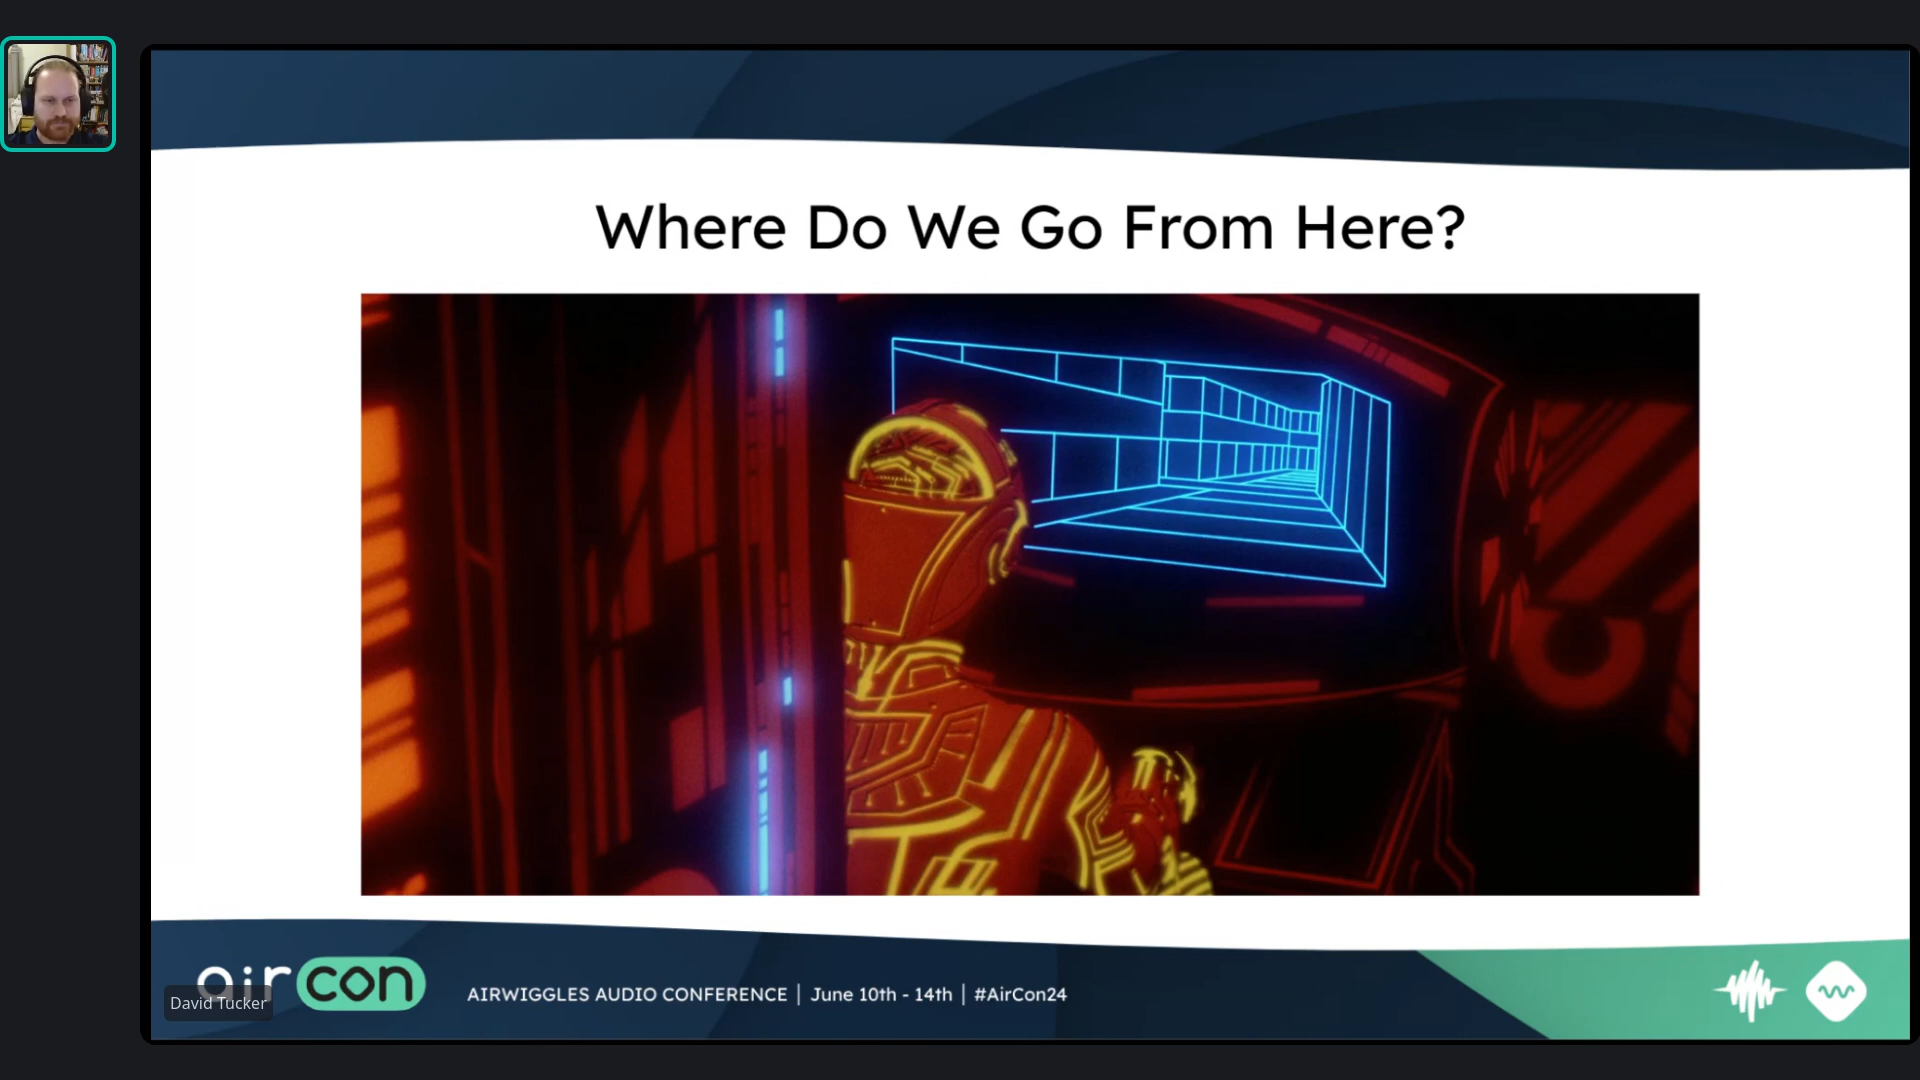 Where Do We Go From Here?
aircon
David Tucker
AIRWIGGLES AUDIO CONFERENCE | June 10th - 14th | #AirCon24